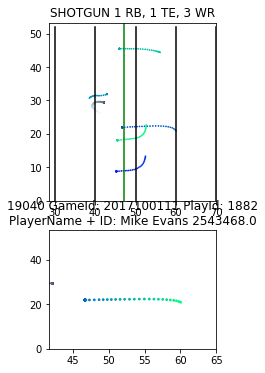 SHOTGUN 1 RB, 1 TE, 3 WR
50
40
30
20
10
0
30 40 50 60 70
19040 GameId: 2017100112 PlayId: 1882
PlayerName + ID: Mike Evans 2543468.0
40
20
0
45 50 55 60 65